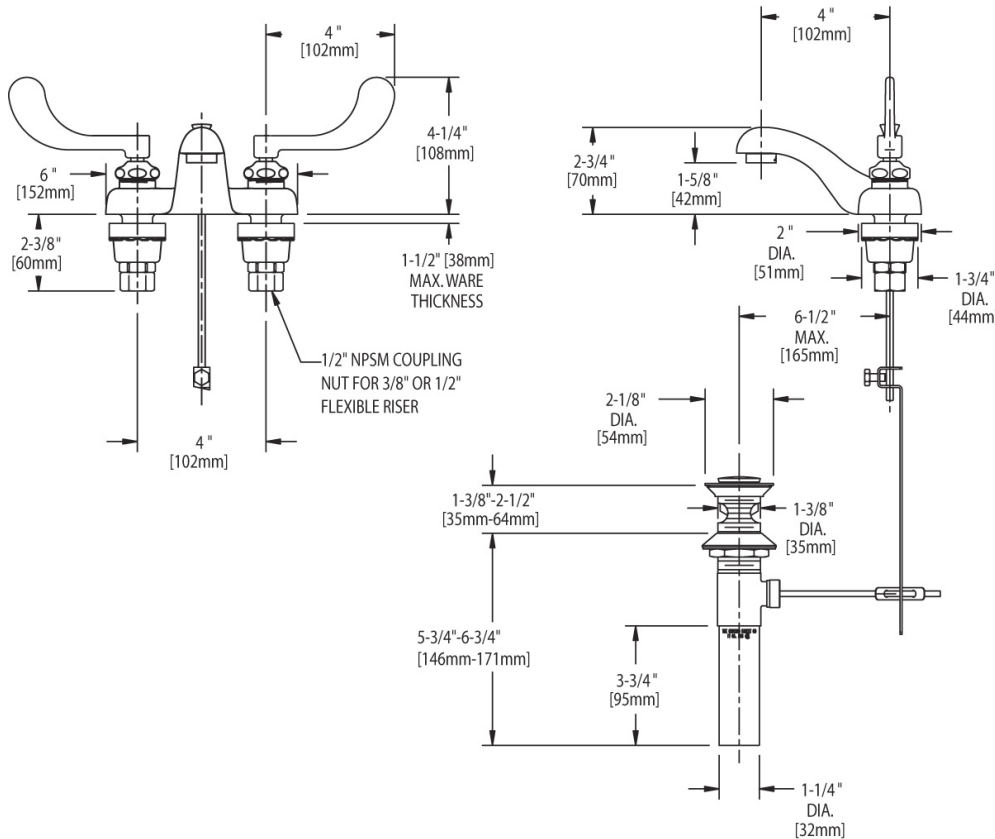 4 "
[102mm]
4 "
[102mm]
4-1/4"
[108mm]
6 "
[152mm]
2-3/8"
[60mm]
1-1/2" [38mm]
MAX. WARE
THICKNESS
1/2" NPSM COUPLING
NUT FOR 3/8" OR 1/2"
FLEXIBLE RISER
4 "
[102mm]
2-3/4"
[70mm]
1-5/8"
[42mm]
2 "
DIA.
[51mm]
1-3/4"
DIA.
[44mm
6-1/2"
MAX.
[165mm]
2-1/8"
DIA.
[54mm]
1-3/8"-2-1/2"
[35mm-64mm]
1-3/8"
DIA.
[35mm]
5-3/4"-6-3/4"
[146mm-171mm]
3-3/4"
[95mm]
1-1/4"
DIA.
[32mm]